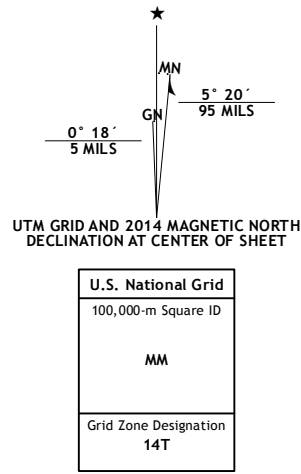 ★
MN
GN
5° 20´
95 MILS
0° 18´
5 MILS
UTM GRID AND 2014 MAGNETIC NORTH
DECLINATION AT CENTER OF SHEET
U.S. National Grid
100,000-m Square ID
MM
Grid Zone Designation
14T